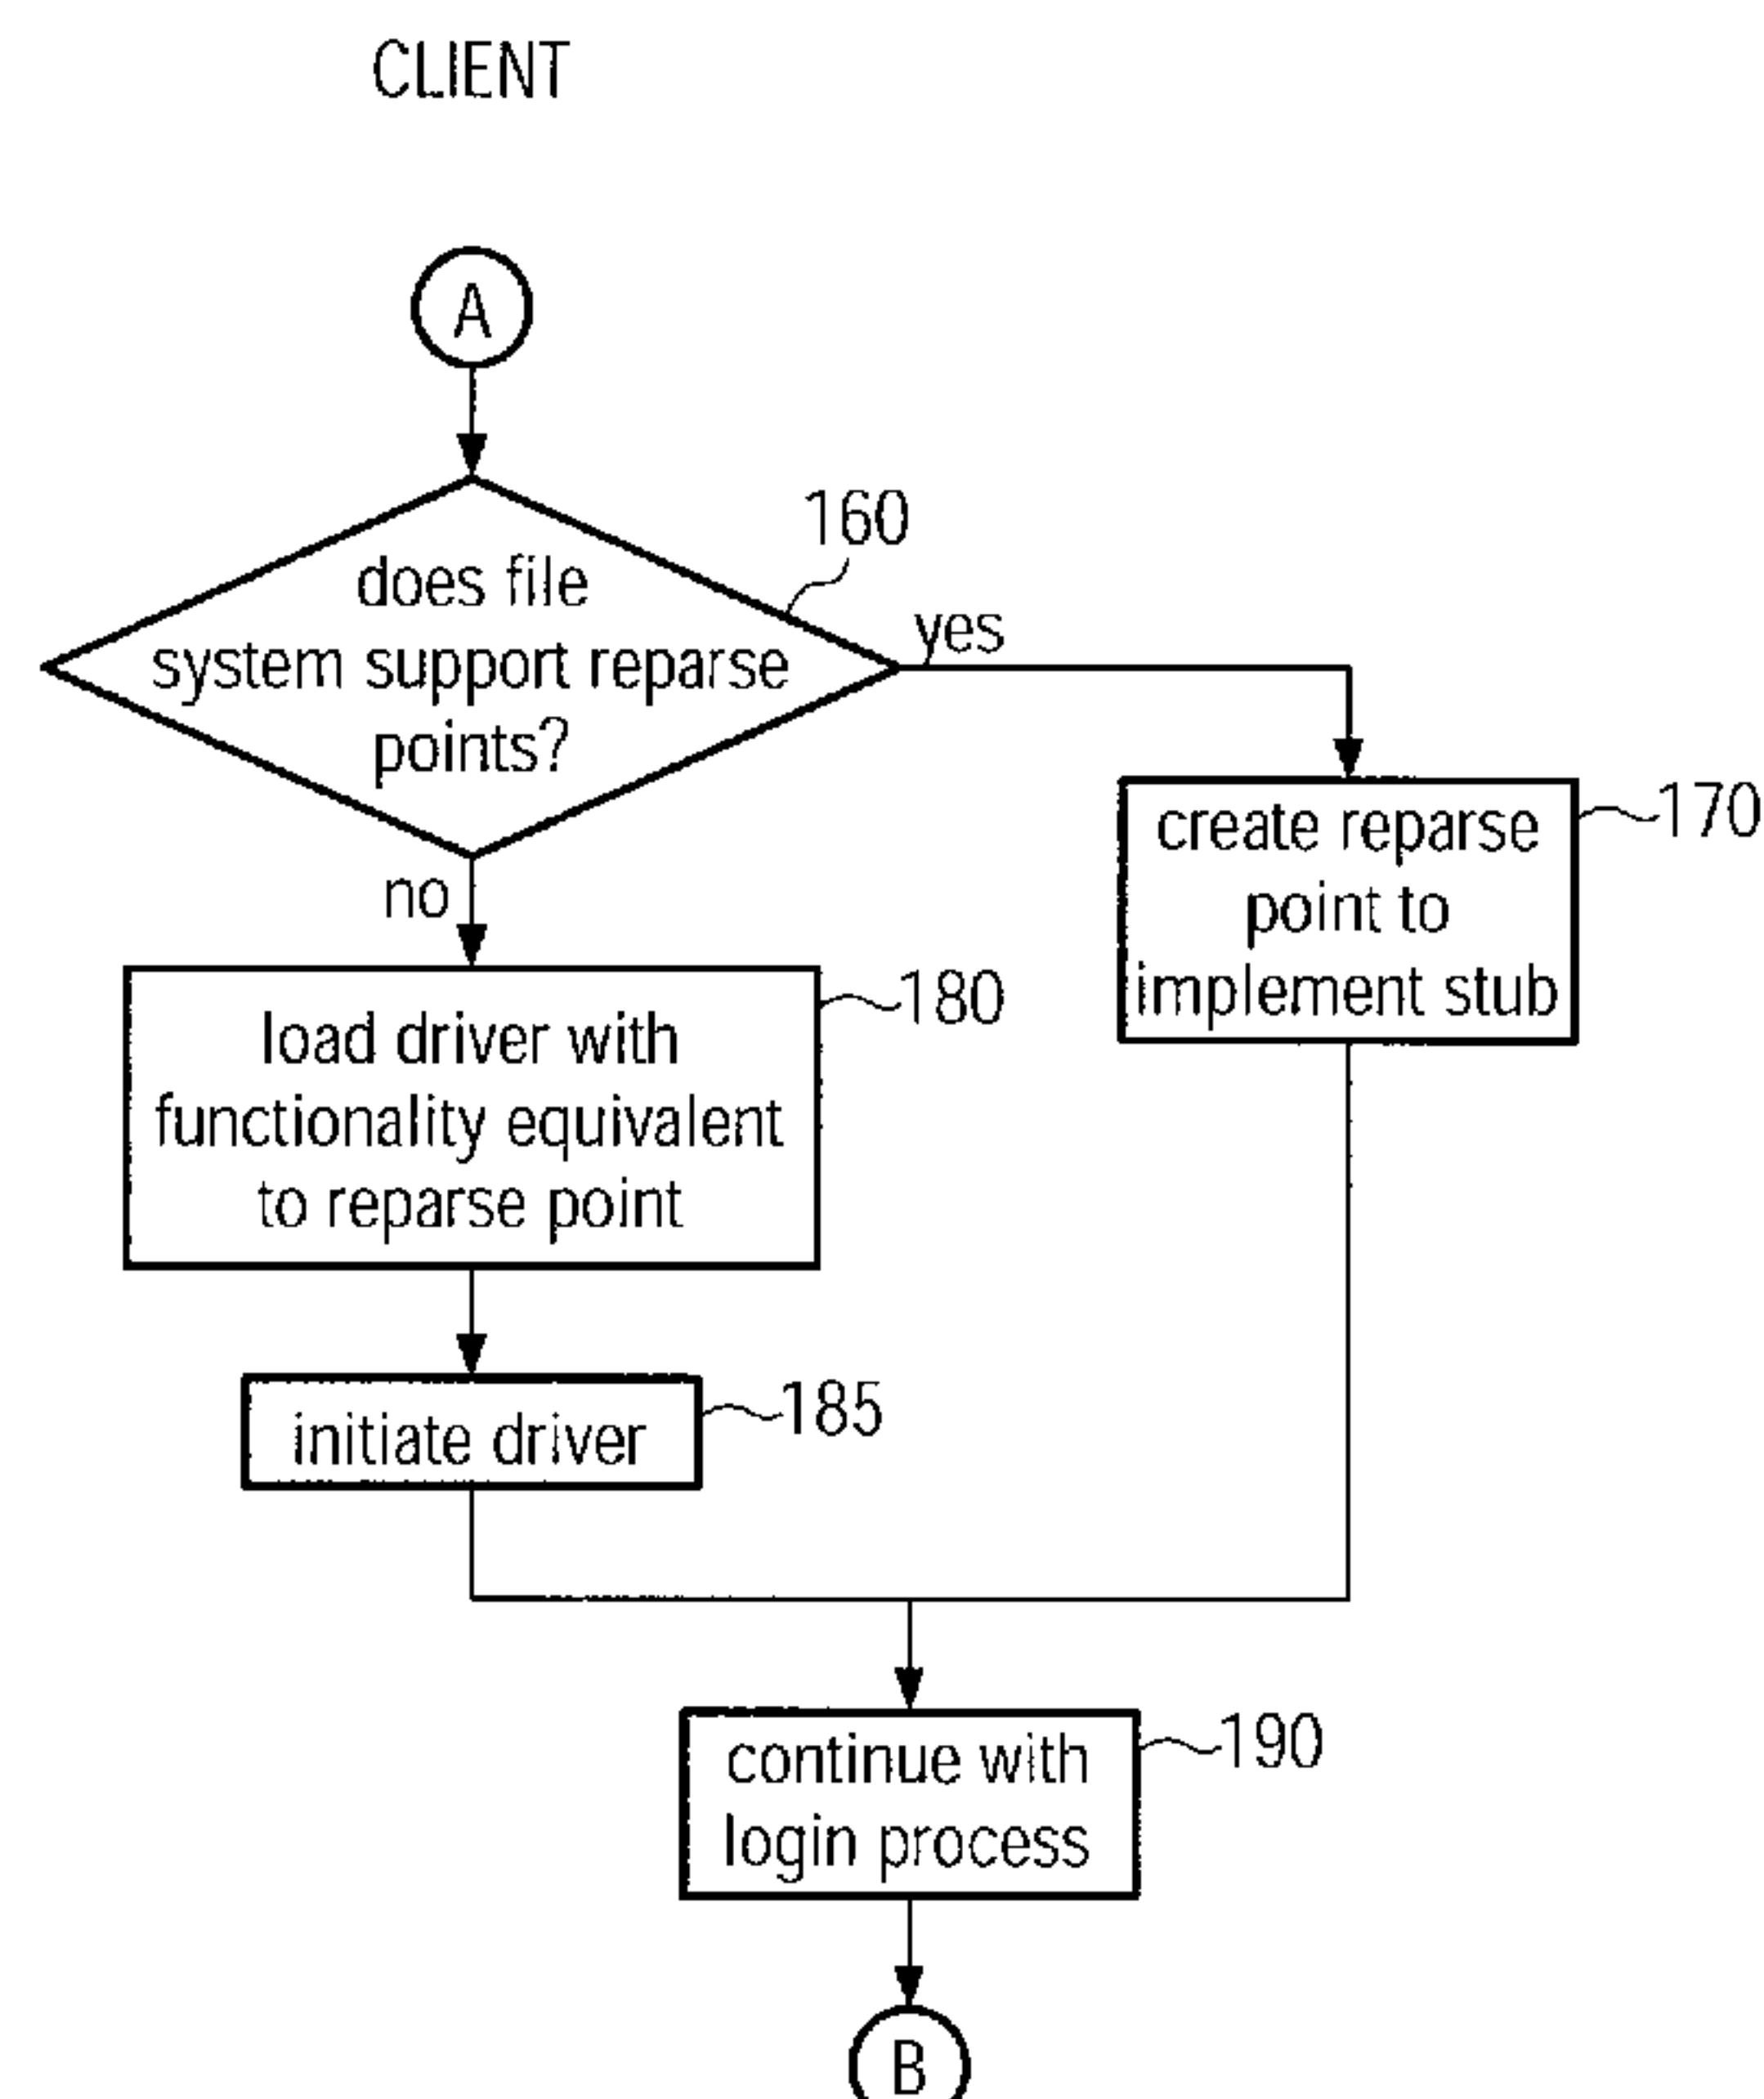 CLIENT
A
160
does file
system support reparse
points?
yes
no
170
create reparse
point to
implement stub
180
load driver with
functionality equivalent
to reparse point
185
initiate driver
190
continue with
login process
B